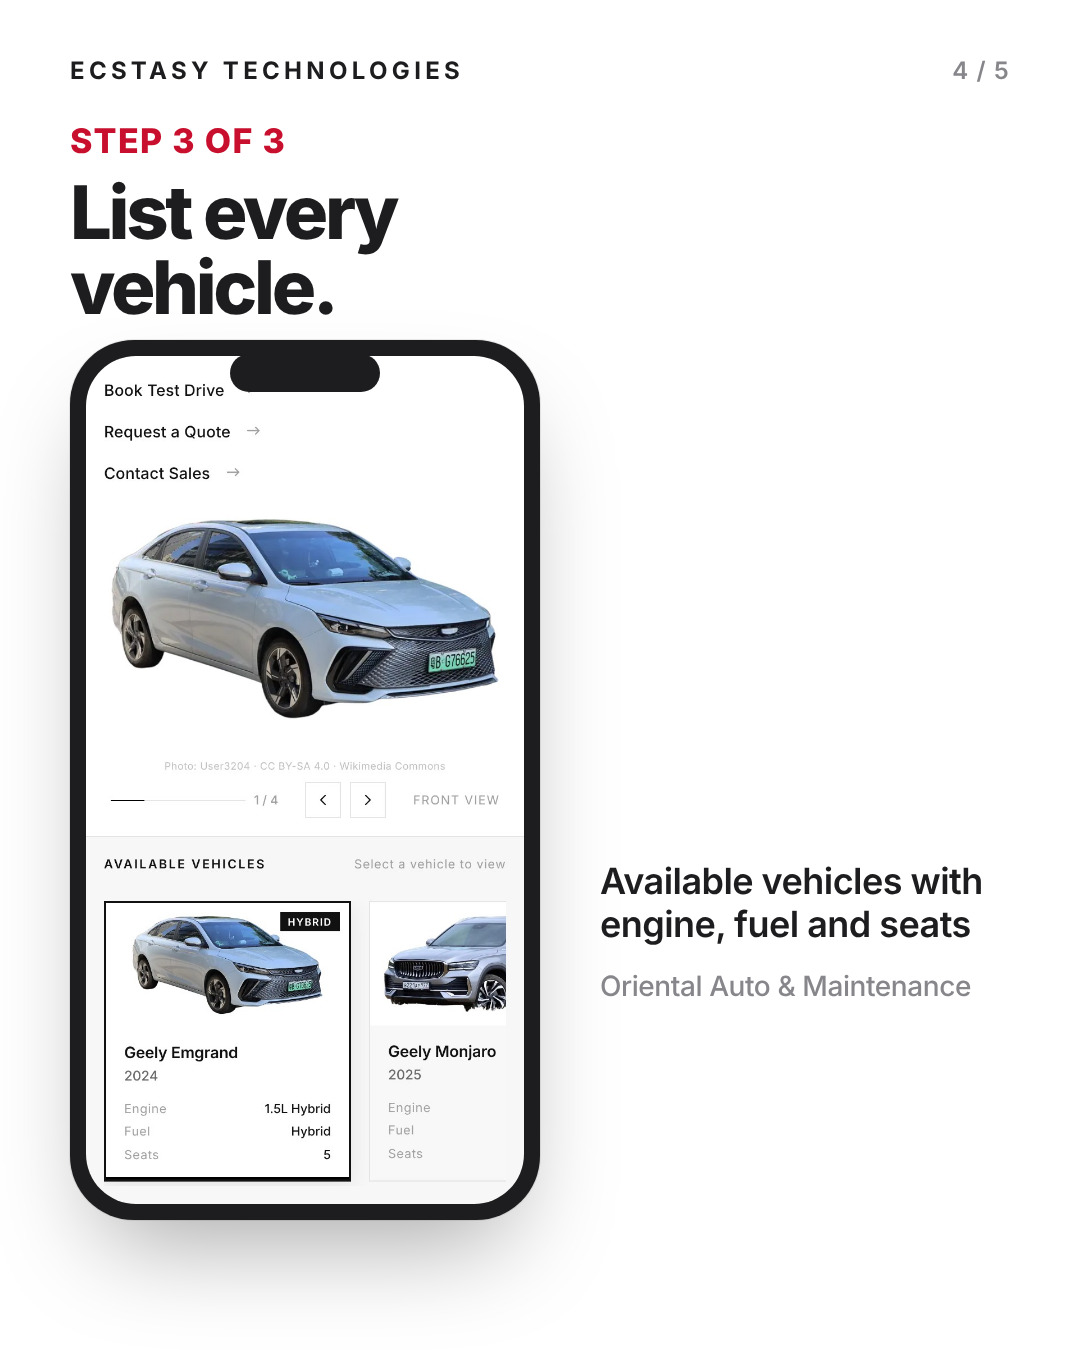 ECSTASY TECHNOLOGIES
4 / 5
STEP 3 OF 3
List every
vehicle.
Book Test Drive
Request a Quote →
Contact Sales →
粤B·G76625
Photo: User3204 · CC BY-SA 4.0 · Wikimedia Commons
1 / 4
FRONT VIEW
AVAILABLE VEHICLES
Select a vehicle to view
HYBRID
Geely Emgrand
2024
Engine 1.5L Hybrid
Fuel Hybrid
Seats 5
Geely Monjaro
2025
Engine
Fuel
Seats
Available vehicles with
engine, fuel and seats
Oriental Auto & Maintenance